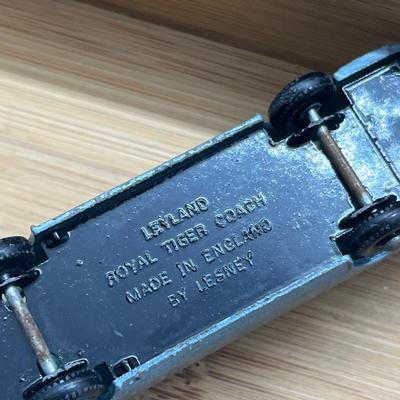 LEYLAND
ROYAL TIGER COACH
MADE IN ENGLAND
BY LESNEY